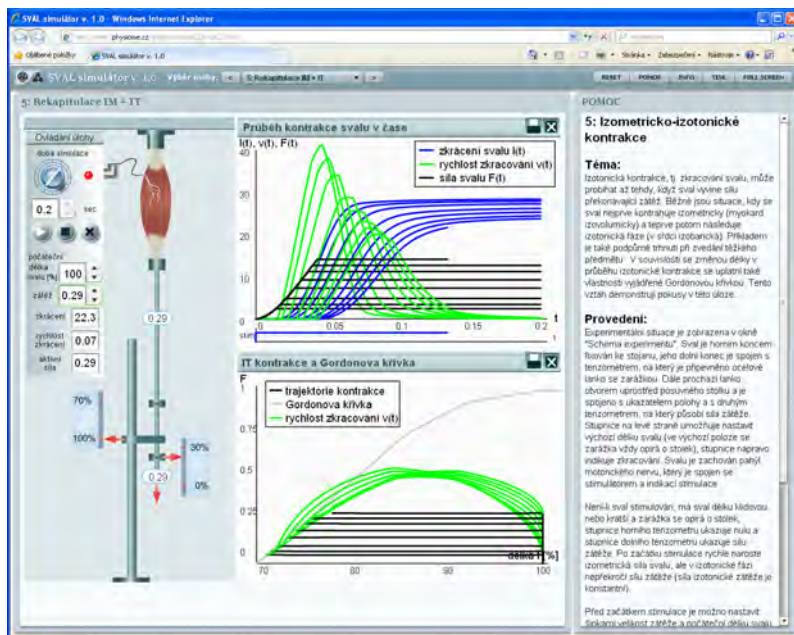 SVAL simulátor v. 1.0 - Windows Internet Explorer
physiome.cz
Oblíbené položky
SVAL simulátor v. 1.0
Stránka
Zabezpečení
Nástroje
SVAL simulátor v. 1.0
Výběr úlohy:
<
5: Rekapitulace IM + IT
>
RESET
POMOC
INFO
TISK
FULL SCREEN
5: Rekapitulace IM + IT
Ovládání úlohy
doba simulace
0.2
sec
počáteční
délka
svalu [%]
100
zátěž
0.29
zkrácení
22.3
rychlost
zkrácení
0.07
aktivní
síla
0.29
0.29
70%
100%
30%
0%
0.29
Průběh kontrakce svalu v čase
l(t), v(t), F(t)
zkrácení svalu l(t)
rychlost zkracování v(t)
síla svalu F(t)
40
30
20
10
0
0
0.05
0.1
0.15
0.2
t
stim
IT kontrakce a Gordonova křivka
F
trajektorie kontrakce
Gordonova křivka
rychlost zkracování v(t)
1
0.75
0.5
0.25
0
70
80
90
100
délka l [%]
POMOC
5: Izometricko-izotonické
kontrakce
Téma:
Izotonická kontrakce, tj. zkracování svalu, může
probíhat až tehdy, když sval vyvine sílu
překonávající zátěž. Běžné jsou situace, kdy se
sval nejprve kontrahuje izometricky (myokard
izovolumicky) a teprve potom následuje
izotonická fáze (v srdci izobarická). Příkladem
je také podpůrné trhnutí při zvedání těžkého
předmětu. V souvislosti se změnou délky v
průběhu izotonické kontrakce se uplatní také
vlastnosti vyjádřené Gordonovou křivkou. Tento
vztah demonstrují pokusy v této úloze.
Provedení:
Experimentální situace je zobrazena v okně
"Schéma experimentu". Sval je horním koncem
fixován ke stojanu, jeho dolní konec je spojen s
tenzometrem, na který je připevněno ocelové
lanko se zarážkou. Dále prochází lanko
otvorem uprostřed posuvného stolku a je
spojeno s ukazatelem polohy a s druhým
tenzometrem, na který působí síla zátěže.
Stupnice na levé straně umožňuje nastavit
výchozí délku svalu (ve výchozí poloze se
zarážka vždy opírá o stolek), stupnice napravo
indikuje zkracování. Svalu je zachován pahýl
motorického nervu, který je spojen se
stimulátorem a indikací stimulace
Není-li sval stimulován, má sval délku klidovou
nebo kratší a zarážka se opírá o stolek,
stupnice horního tenzometru ukazuje nulu a
stupnice dolního tenzometru ukazuje sílu
zátěže. Po začátku stimulace rychle naroste
izometrická síla svalu, ale v izotonické fázi
nepřekročí sílu zátěže (síla izotonické zátěže je
konstantní).
Před začátkem stimulace je možno nastavit
šipkami velikost zátěže a počáteční délku svalu